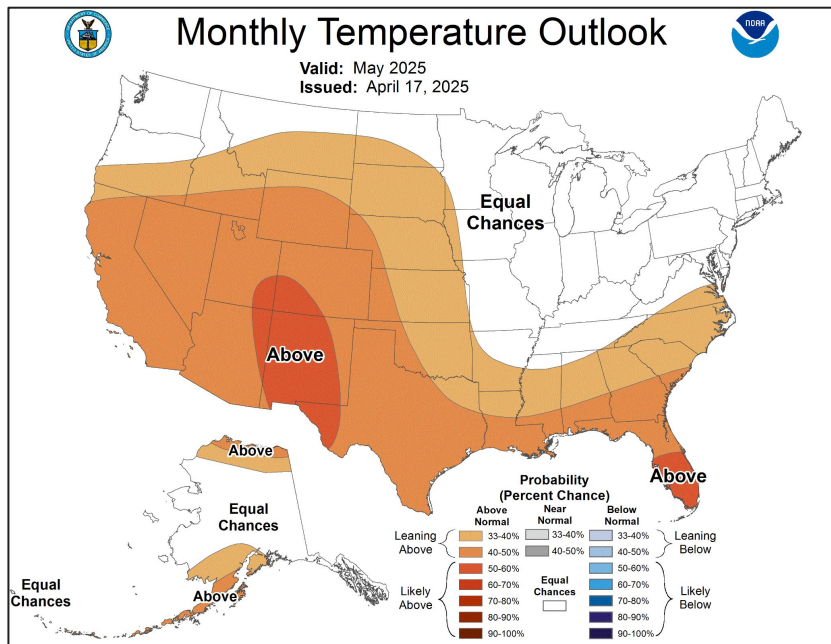 Monthly Temperature Outlook
NOAA
Valid: May 2025
Issued: April 17, 2025
Equal
Chances
Above
Above
Above
Equal
Chances
Above
Equal
Chances
Probability
(Percent Chance)
Above
Normal
Near
Normal
Below
Normal
Leaning
Above
33-40%
40-50%
50-60%
60-70%
70-80%
80-90%
90-100%
Likely
Above
33-40%
40-50%
Equal
Chances
33-40%
40-50%
50-60%
60-70%
70-80%
80-90%
90-100%
Leaning
Below
Likely
Below